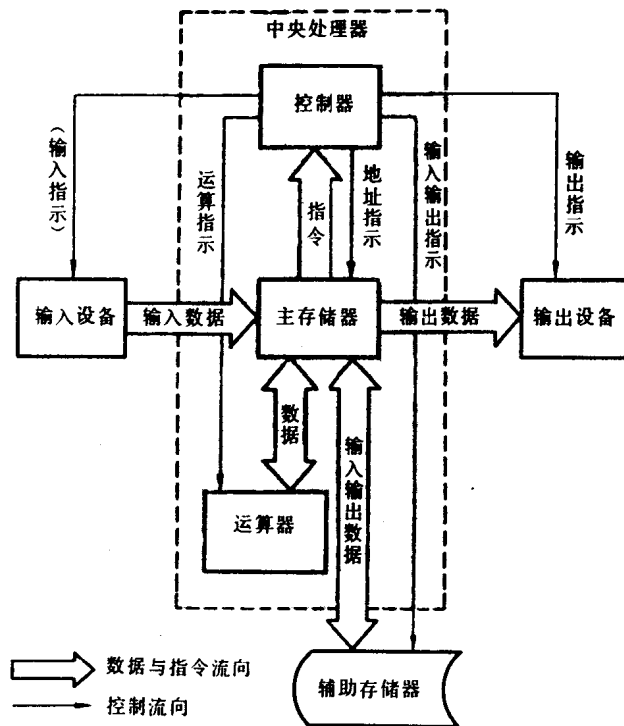 中央处理器
控制器
(输入指示)
运算指示
指令
地址指示
输入输出指示
输出指示
输入设备
输入数据
主存储器
输出数据
输出设备
数据
输入输出数据
运算器
数据与指令流向
控制流向
辅助存储器